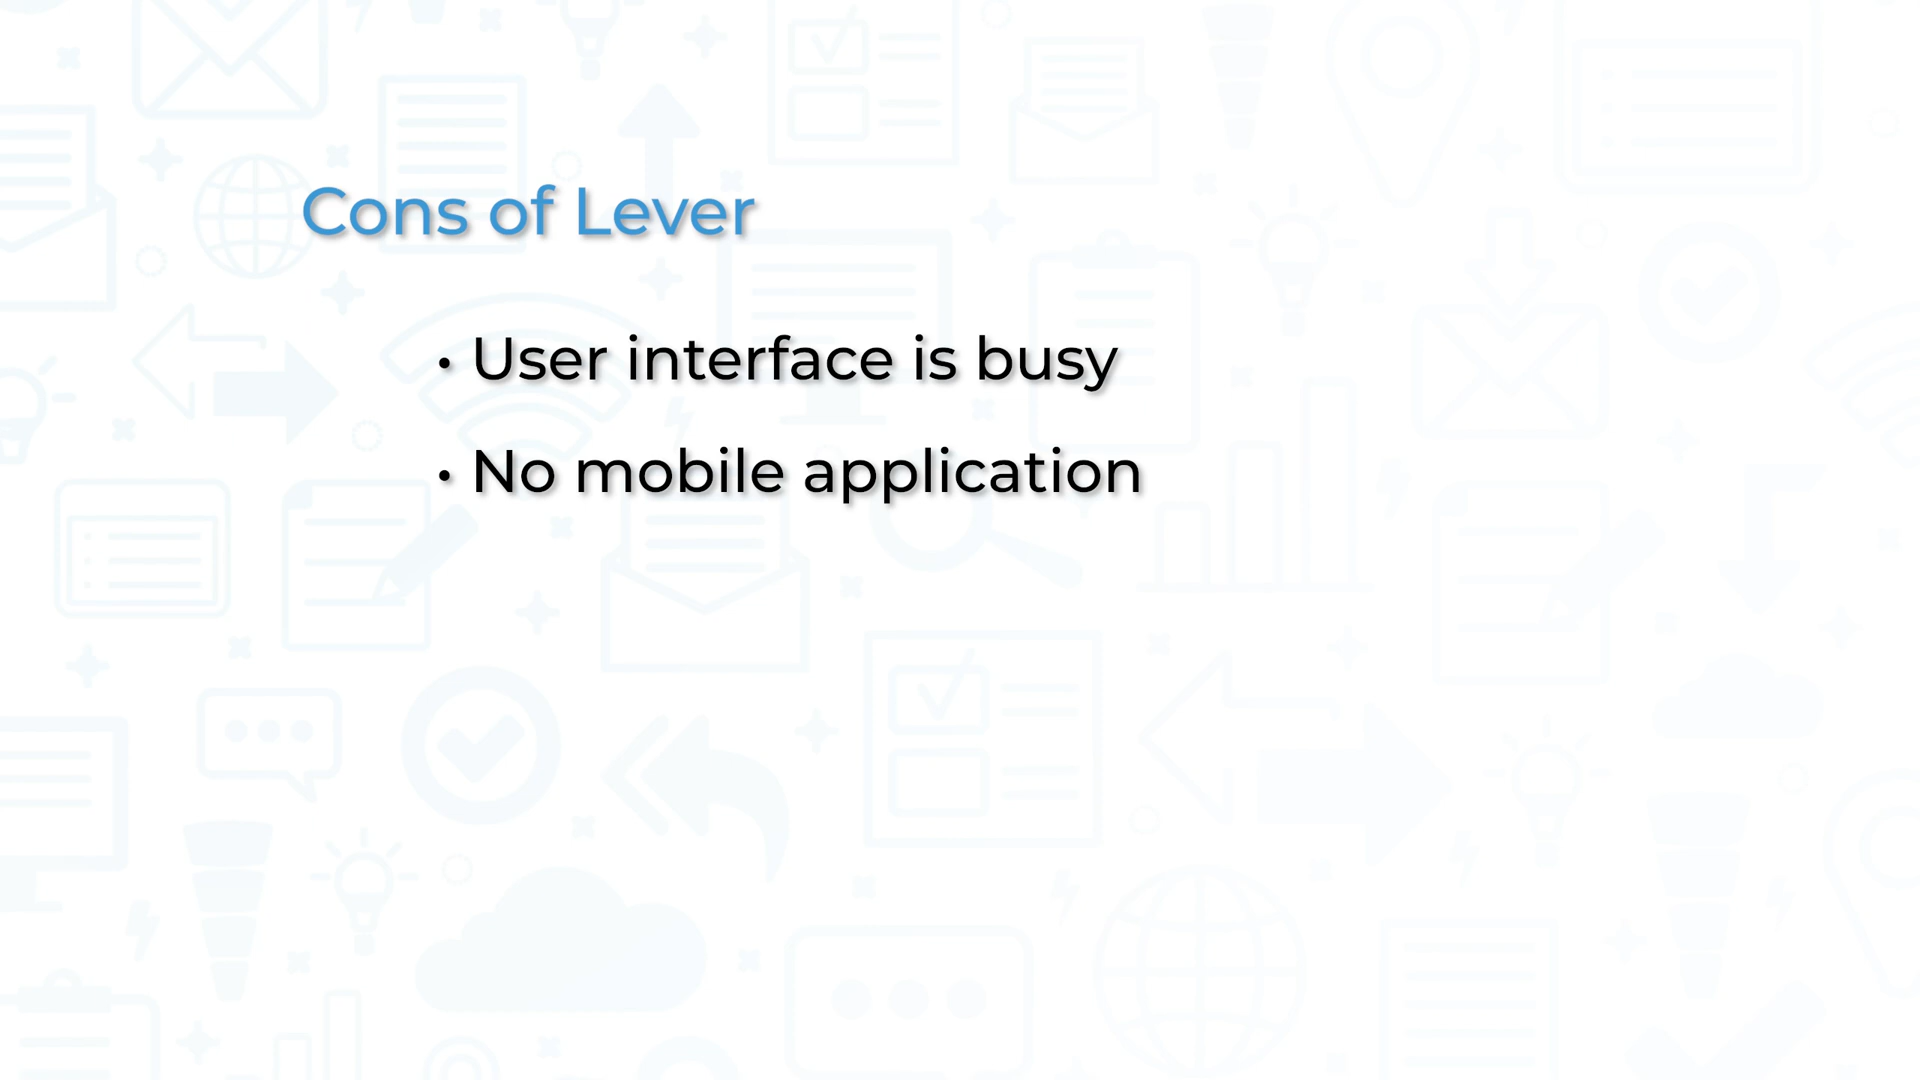 Cons of Lever
• User interface is busy
• No mobile application